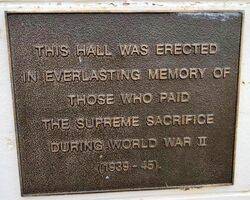 THIS HALL WAS ERECTED
IN EVERLASTING MEMORY OF
THOSE WHO PAID
THE SUPREME SACRIFICE
DURING WORLD WAR II
(1939-45).